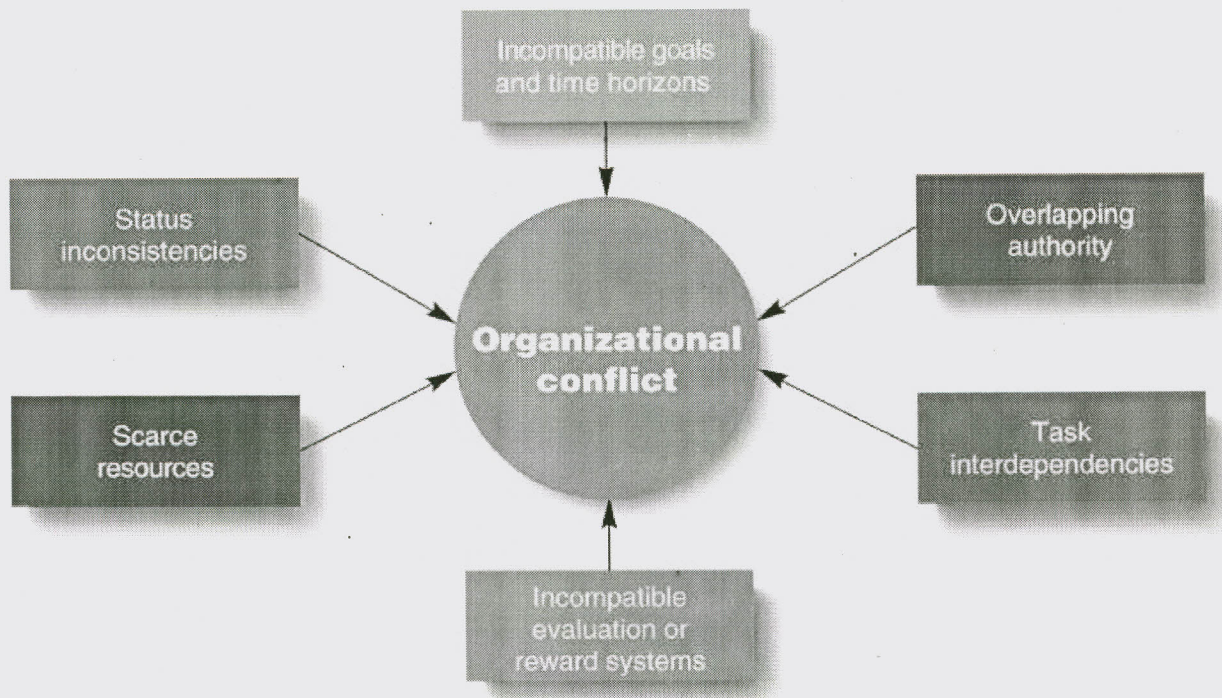 Incompatible goals
and time horizons
Status
inconsistencies
Overlapping
authority
Organizational
conflict
Scarce
resources
Task
interdependencies
Incompatible
evaluation or
reward systems